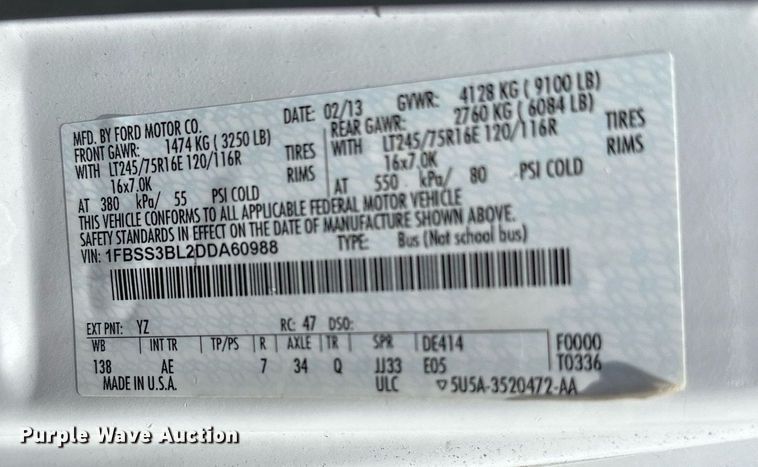 MFD. BY FORD MOTOR CO. DATE: 02/13 GVWR: 4128 KG ( 9100 LB)
FRONT GAWR: 1474 KG ( 3250 LB) REAR GAWR: 2760 KG ( 6084 LB)
WITH LT245/75R16E 120/116R TIRES WITH LT245/75R16E 120/116R TIRES
16x7.0K RIMS 16x7.0K RIMS
AT 380 kPa/ 55 PSI COLD AT 550 kPa/ 80 PSI COLD
THIS VEHICLE CONFORMS TO ALL APPLICABLE FEDERAL MOTOR VEHICLE
SAFETY STANDARDS IN EFFECT ON THE DATE OF MANUFACTURE SHOWN ABOVE.
VIN: 1FBSS3BL2DDA60988 TYPE: Bus (Not school bus)
EXT PNT: YZ RC: 47 DSO:
WB INT TR TP/PS R AXLE TR SPR DE414 F0000
138 AE 7 34 Q JJ33 E05 T0336
MADE IN U.S.A. ULC ▽5U5A-3520472-AA
Purple Wave Auction